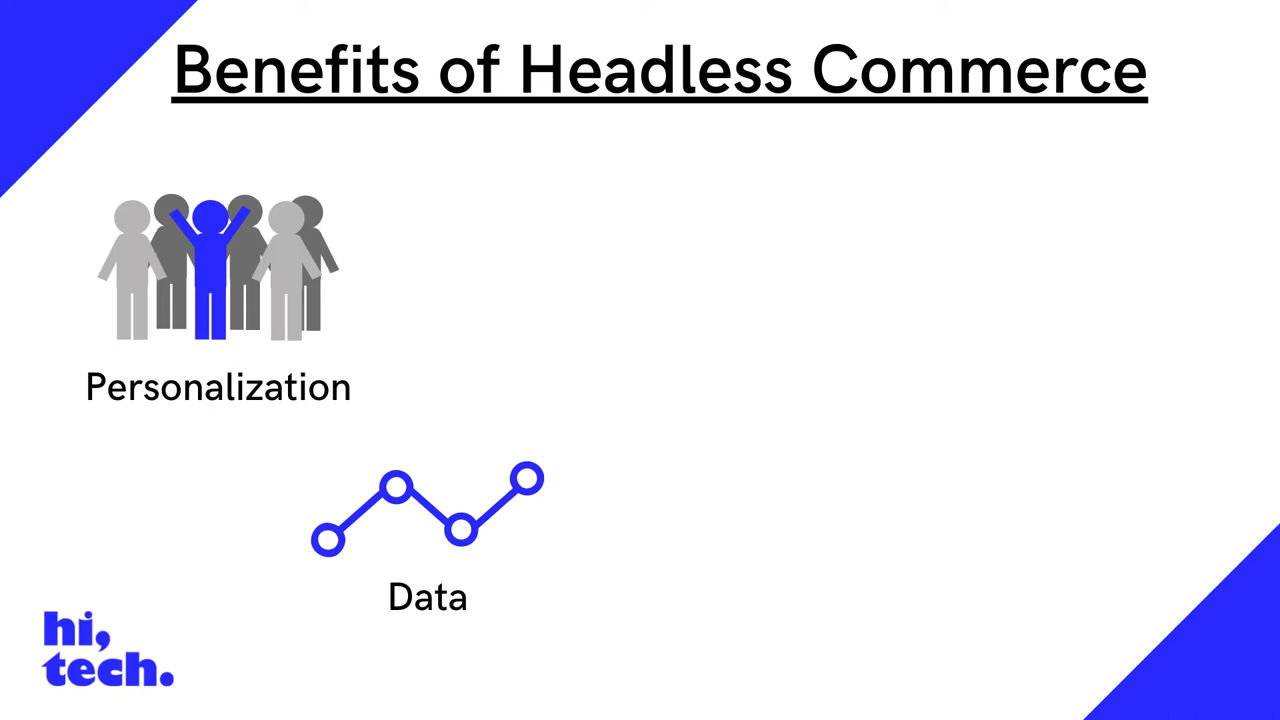 Benefits of Headless Commerce
Personalization
Data
hi,
tech.